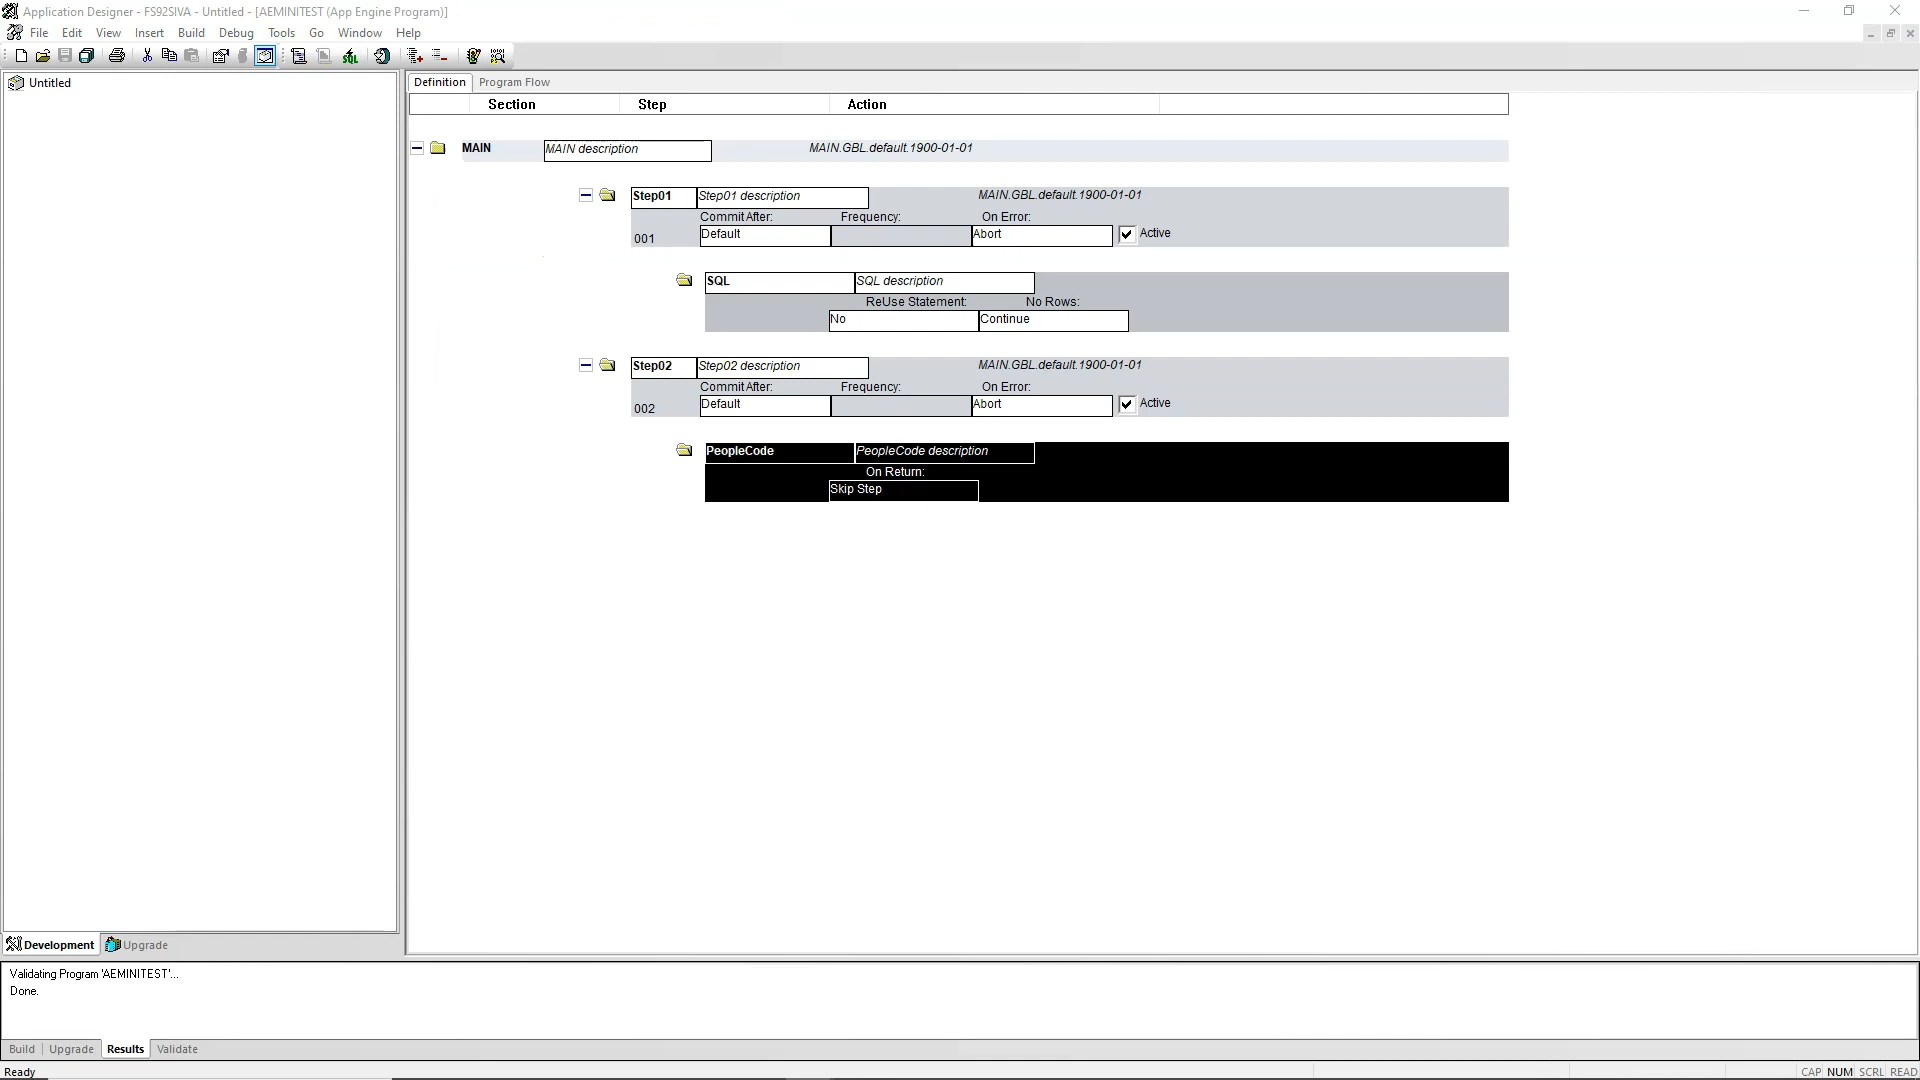 Application Designer - FS92SIVA - Untitled - [AEMINITEST (App Engine Program)]
File Edit View Insert Build Debug Tools Go Window Help
SQL
Untitled
Definition Program Flow
Section Step Action
MAIN MAIN description MAIN.GBL.default.1900-01-01
Step01 Step01 description MAIN.GBL.default.1900-01-01
Commit After: Frequency: On Error:
001 Default Abort Active
SQL SQL description
ReUse Statement: No Rows:
No Continue
Step02 Step02 description MAIN.GBL.default.1900-01-01
Commit After: Frequency: On Error:
002 Default Abort Active
PeopleCode PeopleCode description
On Return:
Skip Step
Development Upgrade
Validating Program 'AEMINITEST'...
Done.
Build Upgrade Results Validate
Ready CAP NUM SCRL READ